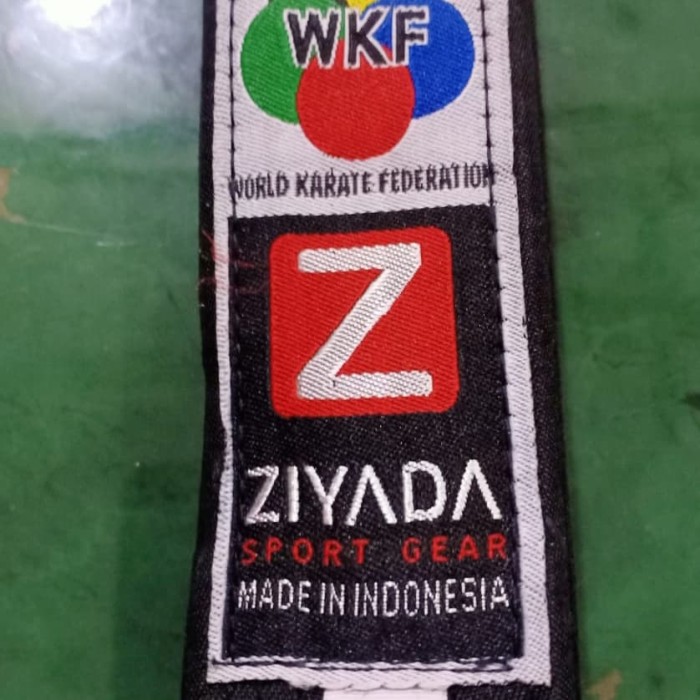 WKF
WORLD KARATE FEDERATION
Z
ZIYADA
SPORT GEAR
MADE IN INDONESIA